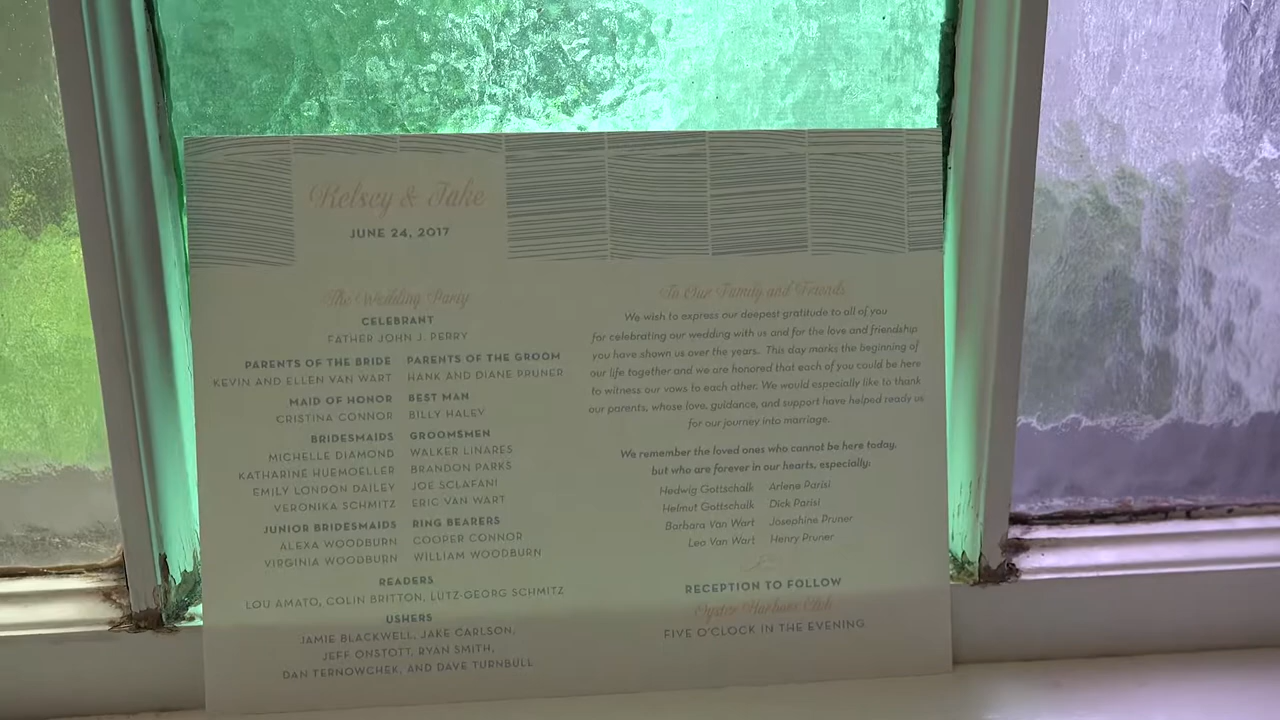 Kelsey & Jake
JUNE 24, 2017
The Wedding Party
CELEBRANT
FATHER JOHN J. PERRY
PARENTS OF THE BRIDE
KEVIN AND ELLEN VAN WART
PARENTS OF THE GROOM
HANK AND DIANE PRUNER
MAID OF HONOR
CRISTINA CONNOR
BEST MAN
BILLY HALEY
BRIDESMAIDS
MICHELLE DIAMOND
KATHARINE HUEMOELLER
EMILY LONDON DAILEY
VERONIKA SCHMITZ
GROOMSMEN
WALKER LINARES
BRANDON PARKS
JOE SCLAFANI
ERIC VAN WART
JUNIOR BRIDESMAIDS
ALEXA WOODBURN
VIRGINIA WOODBURN
RING BEARERS
COOPER CONNOR
WILLIAM WOODBURN
READERS
LOU AMATO, COLIN BRITTON, LUTZ-GEORG SCHMITZ
USHERS
JAMIE BLACKWELL, JAKE CARLSON,
JEFF ONSTOTT, RYAN SMITH,
DAN TERNOWCHEK, AND DAVE TURNBULL
To Our Family and Friends
We wish to express our deepest gratitude to all of you
for celebrating our wedding with us and for the love and friendship
you have shown us over the years. This day marks the beginning of
our life together and we are honored that each of you could be here
to witness our vows to each other. We would especially like to thank
our parents, whose love, guidance, and support have helped ready us
for our journey into marriage.
We remember the loved ones who cannot be here today,
but who are forever in our hearts, especially:
Hedwig Gottschalk
Helmut Gottschalk
Barbara Van Wart
Leo Van Wart
Arlene Parisi
Dick Parisi
Josephine Pruner
Henry Pruner
RECEPTION TO FOLLOW
Oyster Harbors Club
FIVE O'CLOCK IN THE EVENING